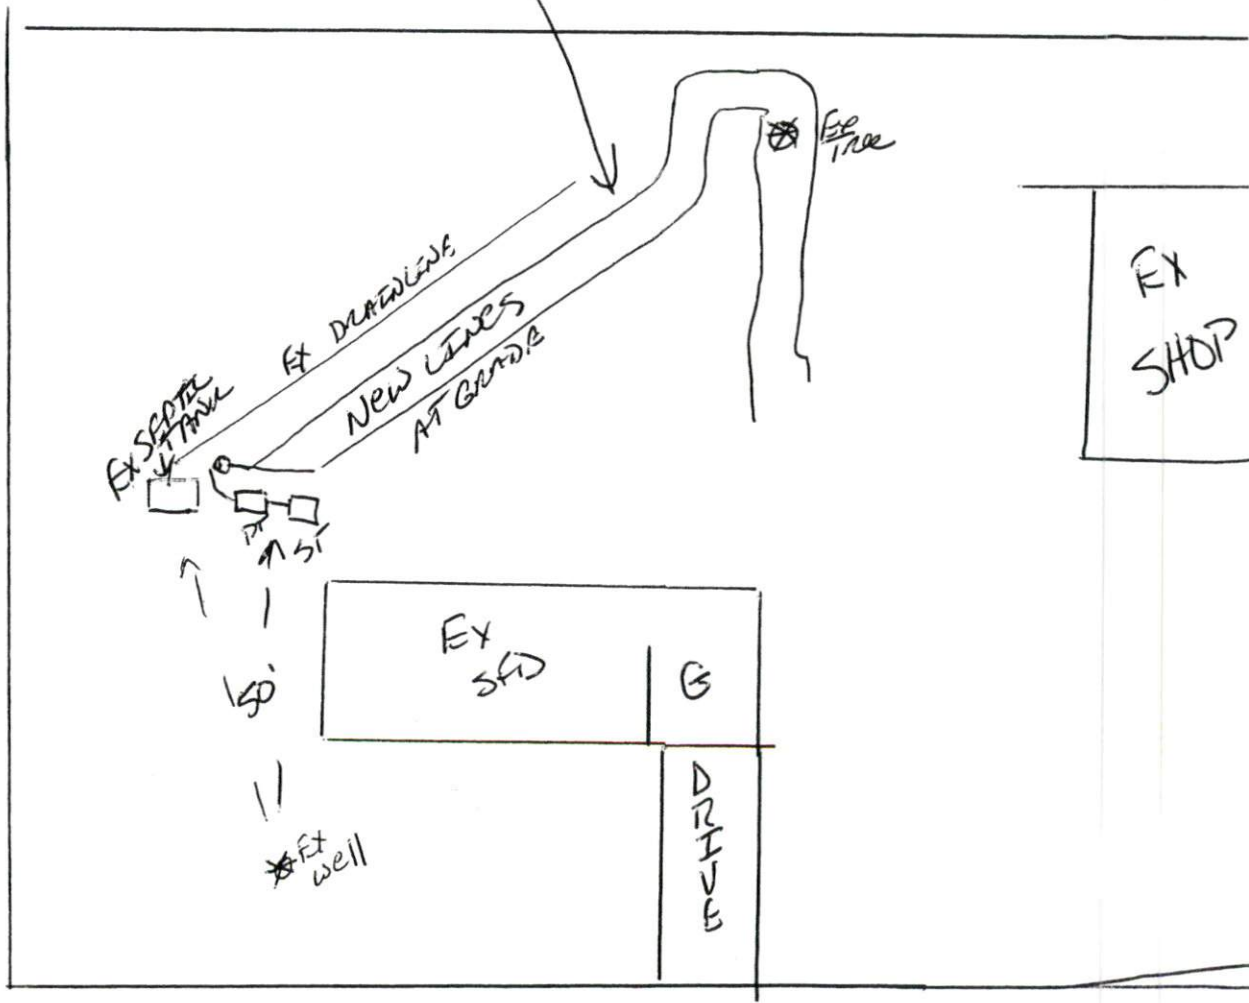 Ex
Tree
EX
SHOP
EX DRAINLINE
NEW LINES
AT GRADE
EX SEPTIC
TANK
PT
ST
50'
EX
SFD
G
DRIVE
EX
well